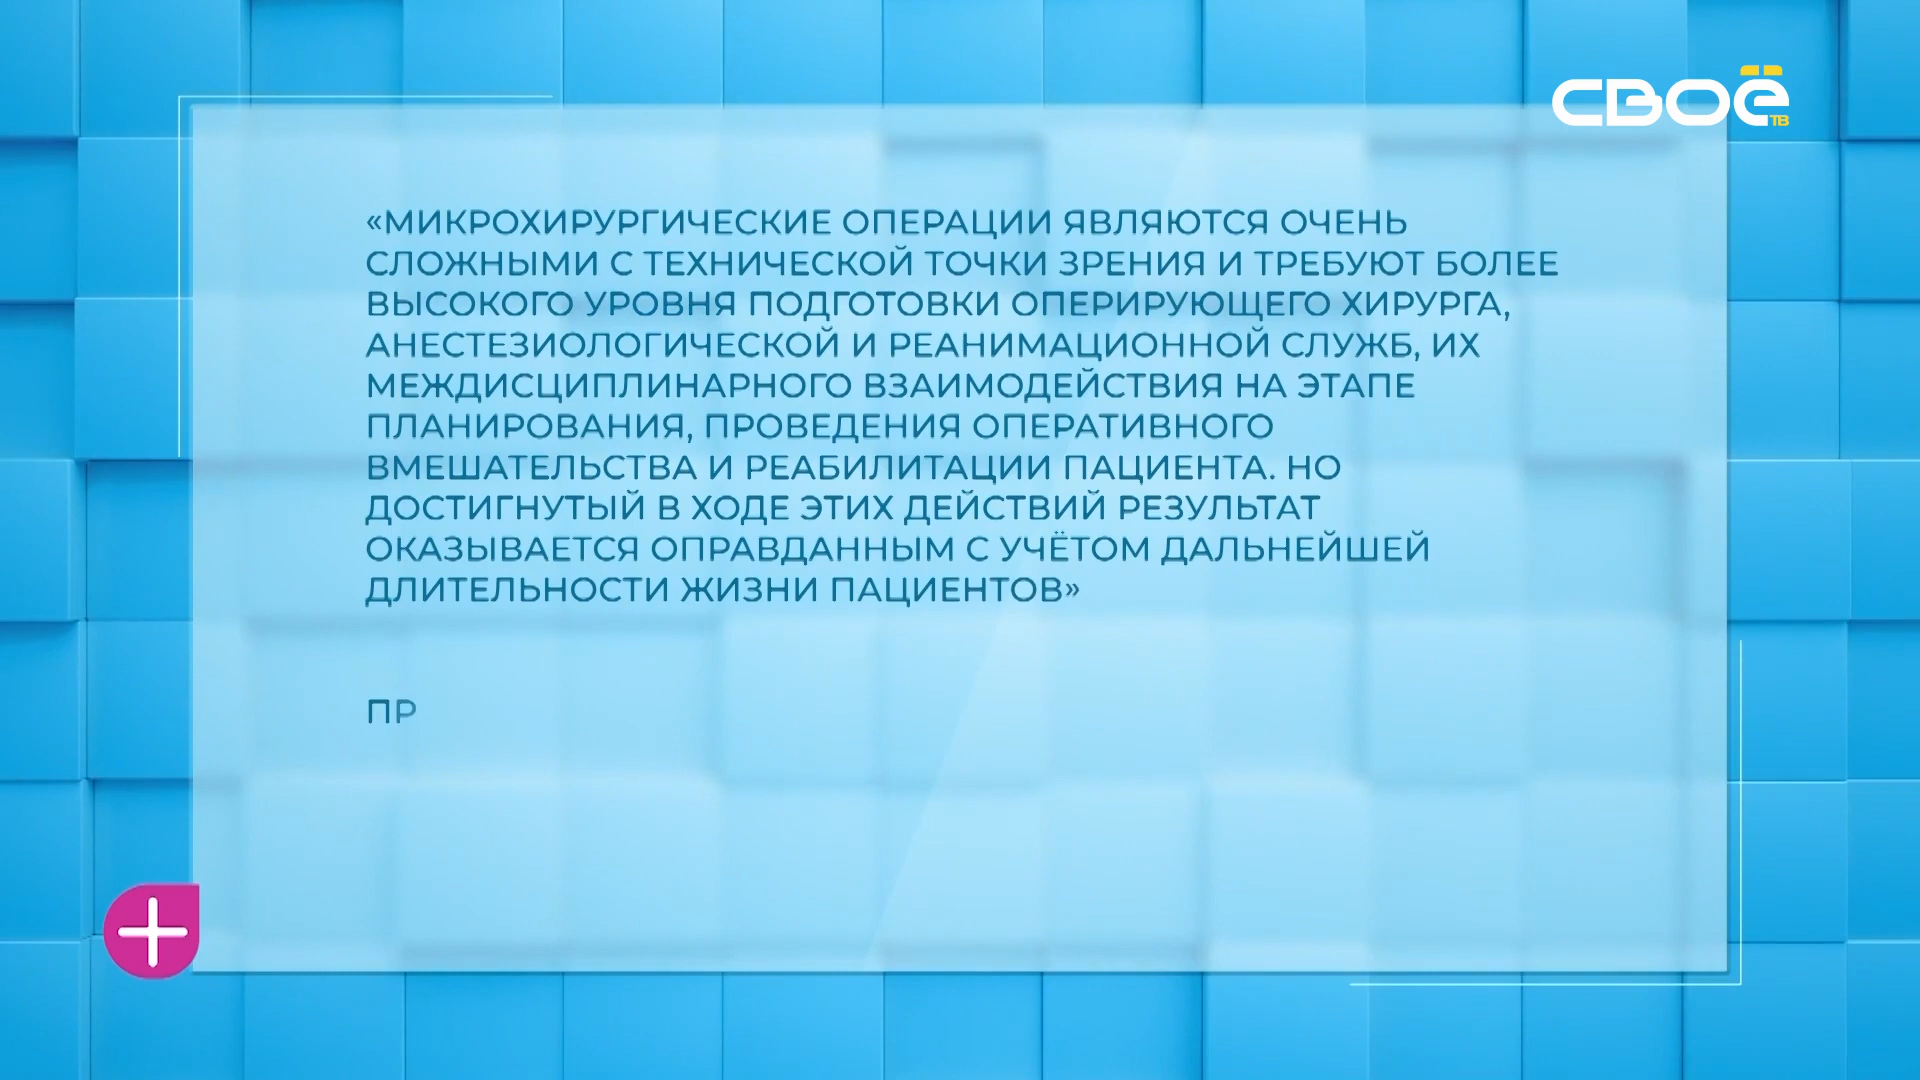 СВОЁ
ТВ
«МИКРОХИРУРГИЧЕСКИЕ ОПЕРАЦИИ ЯВЛЯЮТСЯ ОЧЕНЬ
СЛОЖНЫМИ С ТЕХНИЧЕСКОЙ ТОЧКИ ЗРЕНИЯ И ТРЕБУЮТ БОЛЕЕ
ВЫСОКОГО УРОВНЯ ПОДГОТОВКИ ОПЕРИРУЮЩЕГО ХИРУРГА,
АНЕСТЕЗИОЛОГИЧЕСКОЙ И РЕАНИМАЦИОННОЙ СЛУЖБ, ИХ
МЕЖДИСЦИПЛИНАРНОГО ВЗАИМОДЕЙСТВИЯ НА ЭТАПЕ
ПЛАНИРОВАНИЯ, ПРОВЕДЕНИЯ ОПЕРАТИВНОГО
ВМЕШАТЕЛЬСТВА И РЕАБИЛИТАЦИИ ПАЦИЕНТА. НО
ДОСТИГНУТЫЙ В ХОДЕ ЭТИХ ДЕЙСТВИЙ РЕЗУЛЬТАТ
ОКАЗЫВАЕТСЯ ОПРАВДАННЫМ С УЧЁТОМ ДАЛЬНЕЙШЕЙ
ДЛИТЕЛЬНОСТИ ЖИЗНИ ПАЦИЕНТОВ»
ПР